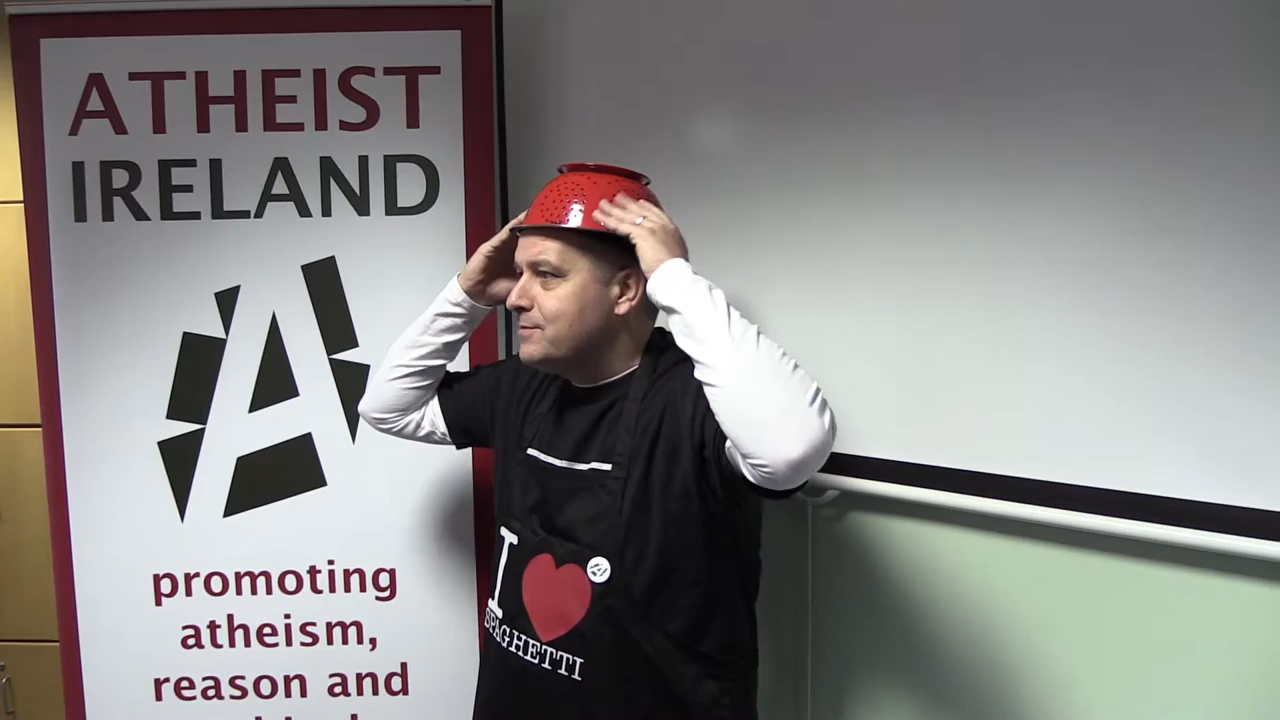 ATHEIST
IRELAND
A
promoting
atheism,
reason and
I
SPAGHETTI